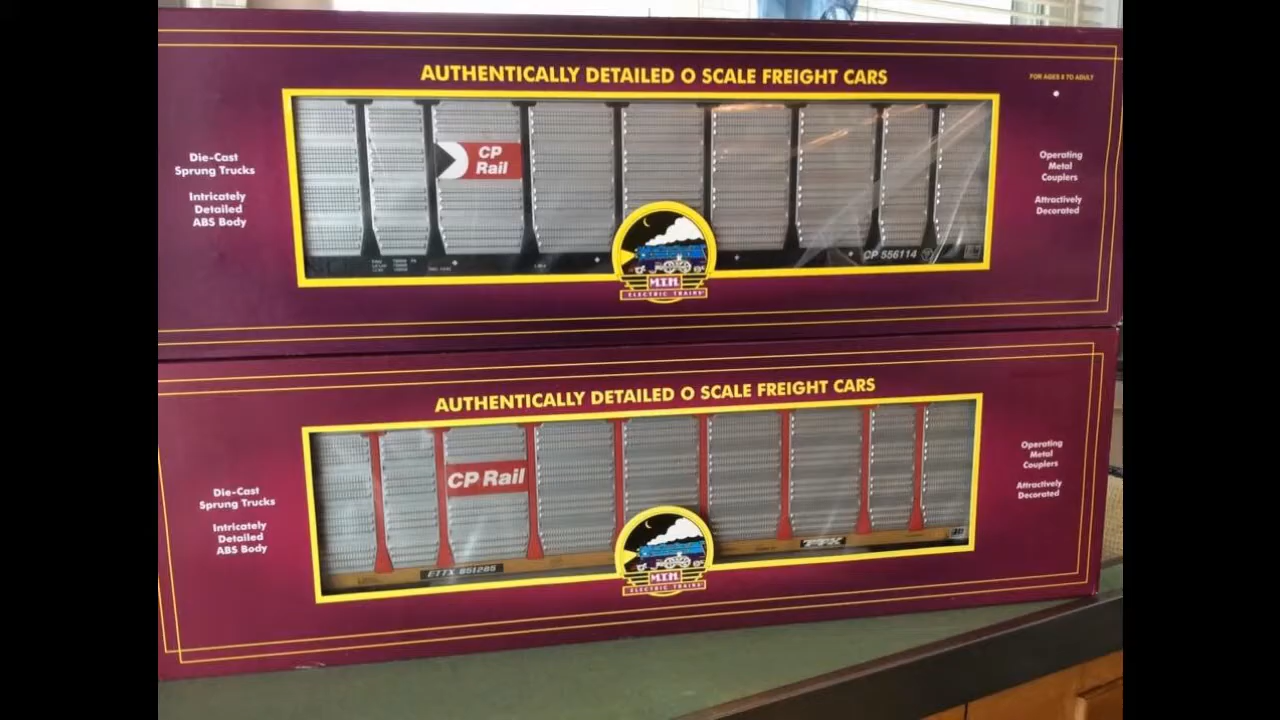 AUTHENTICALLY DETAILED O SCALE FREIGHT CARS
FOR AGES 8 TO ADULT
Die-Cast
Sprung Trucks
Intricately
Detailed
ABS Body
CP
Rail
Operating
Metal
Couplers
Attractively
Decorated
CP 556114
M.T.H.
ELECTRIC TRAINS
AUTHENTICALLY DETAILED O SCALE FREIGHT CARS
Die-Cast
Sprung Trucks
Intricately
Detailed
ABS Body
CP Rail
Operating
Metal
Couplers
Attractively
Decorated
ETTX 851285
TTX
M.T.H.
ELECTRIC TRAINS